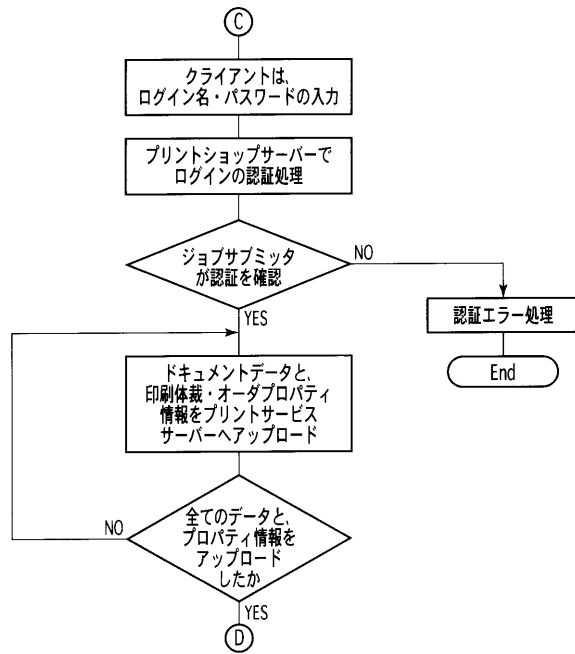 C
クライアントは、
ログイン名・パスワードの入力
プリントショップサーバーで
ログインの認証処理
ジョブサブミッタ
が認証を確認
NO
YES
認証エラー処理
End
ドキュメントデータと、
印刷体裁・オーダプロパティ
情報をプリントサービス
サーバーへアップロード
全てのデータと、
プロパティ情報を
アップロード
したか
NO
YES
D